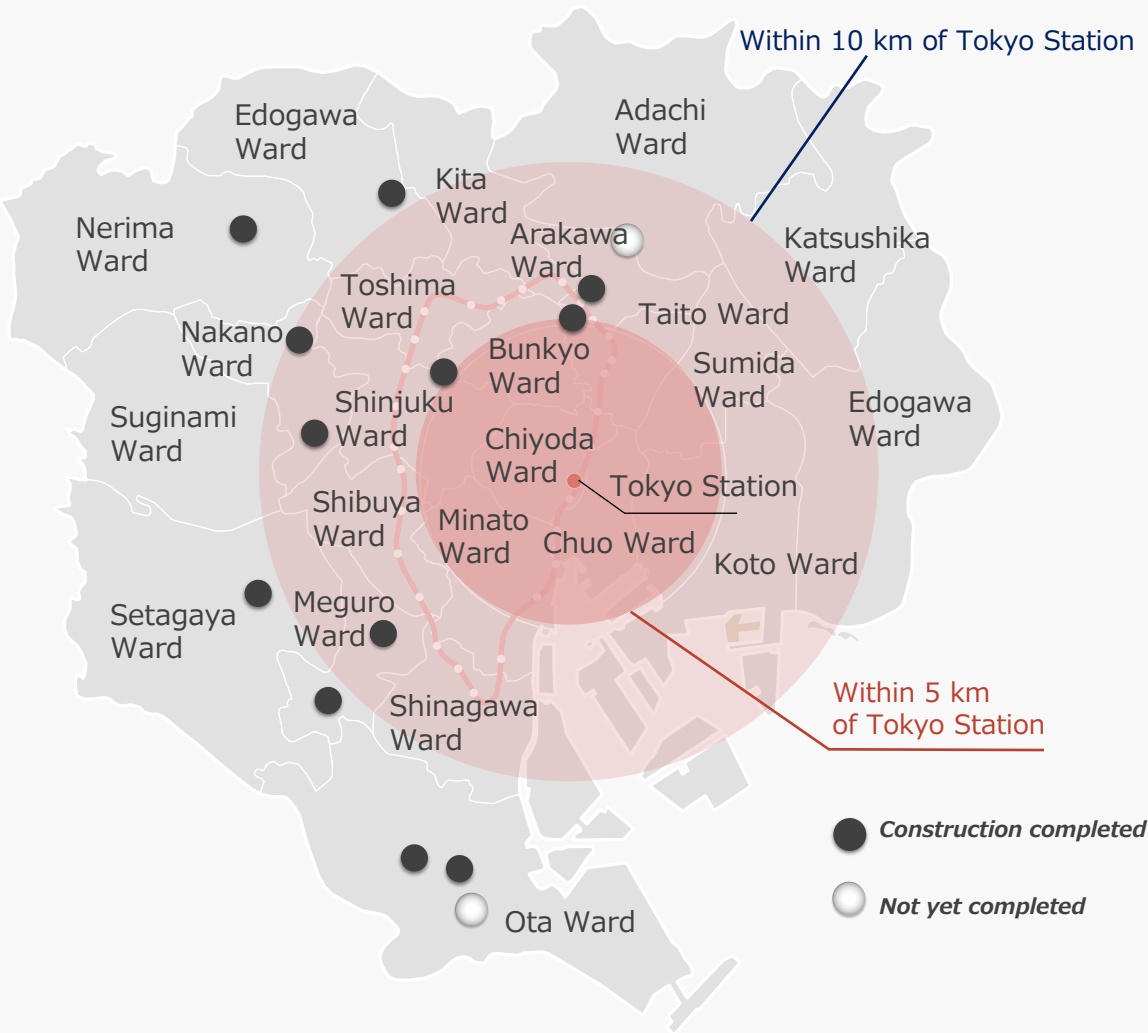 Within 10 km of Tokyo Station
Edogawa
Ward
Adachi
Ward
Kita
Ward
Nerima
Ward
Arakawa
Ward
Katsushika
Ward
Toshima
Ward
Taito Ward
Nakano
Ward
Bunkyo
Ward
Sumida
Ward
Suginami
Ward
Shinjuku
Ward
Edogawa
Ward
Chiyoda
Ward
Tokyo Station
Shibuya
Ward
Minato
Ward
Chuo Ward
Koto Ward
Setagaya
Ward
Meguro
Ward
Shinagawa
Ward
Within 5 km
of Tokyo Station
Construction completed
Not yet completed
Ota Ward